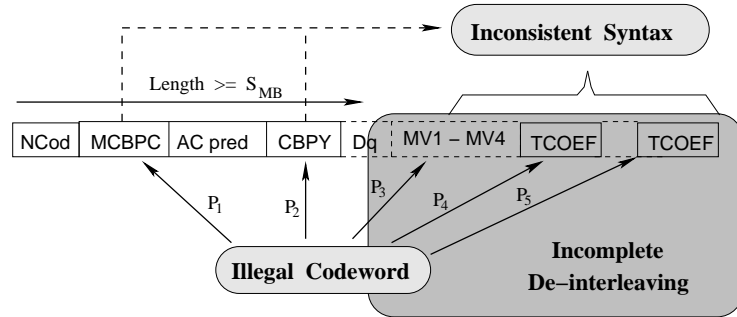 Inconsistent Syntax
Length >= S_MB
NCod MCBPC AC pred CBPY Dq MV1 – MV4 TCOEF TCOEF
P1 P2 P3 P4 P5
Illegal Codeword
Incomplete
De–interleaving